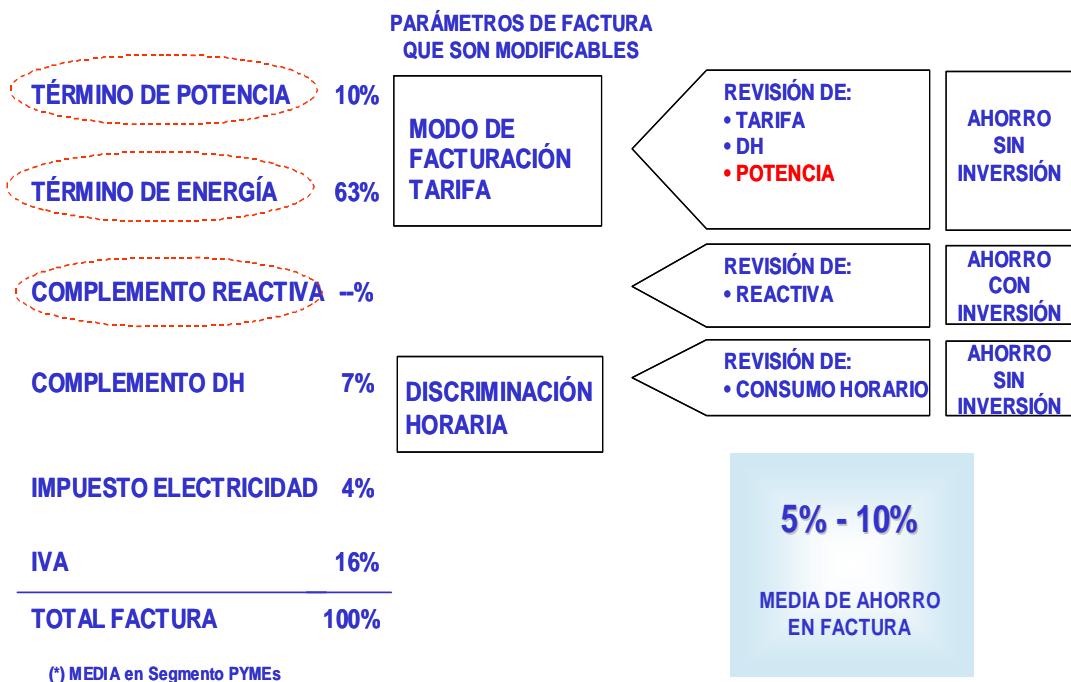 PARÁMETROS DE FACTURA
QUE SON MODIFICABLES
TÉRMINO DE POTENCIA 10%
TÉRMINO DE ENERGÍA 63%
MODO DE
FACTURACIÓN
TARIFA
REVISIÓN DE:
• TARIFA
• DH
• POTENCIA
AHORRO
SIN
INVERSIÓN
COMPLEMENTO REACTIVA --%
REVISIÓN DE:
• REACTIVA
AHORRO
CON
INVERSIÓN
COMPLEMENTO DH 7%
DISCRIMINACIÓN
HORARIA
REVISIÓN DE:
• CONSUMO HORARIO
AHORRO
SIN
INVERSIÓN
IMPUESTO ELECTRICIDAD 4%
IVA 16%
TOTAL FACTURA 100%
5% - 10%
MEDIA DE AHORRO
EN FACTURA
(*) MEDIA en Segmento PYMEs